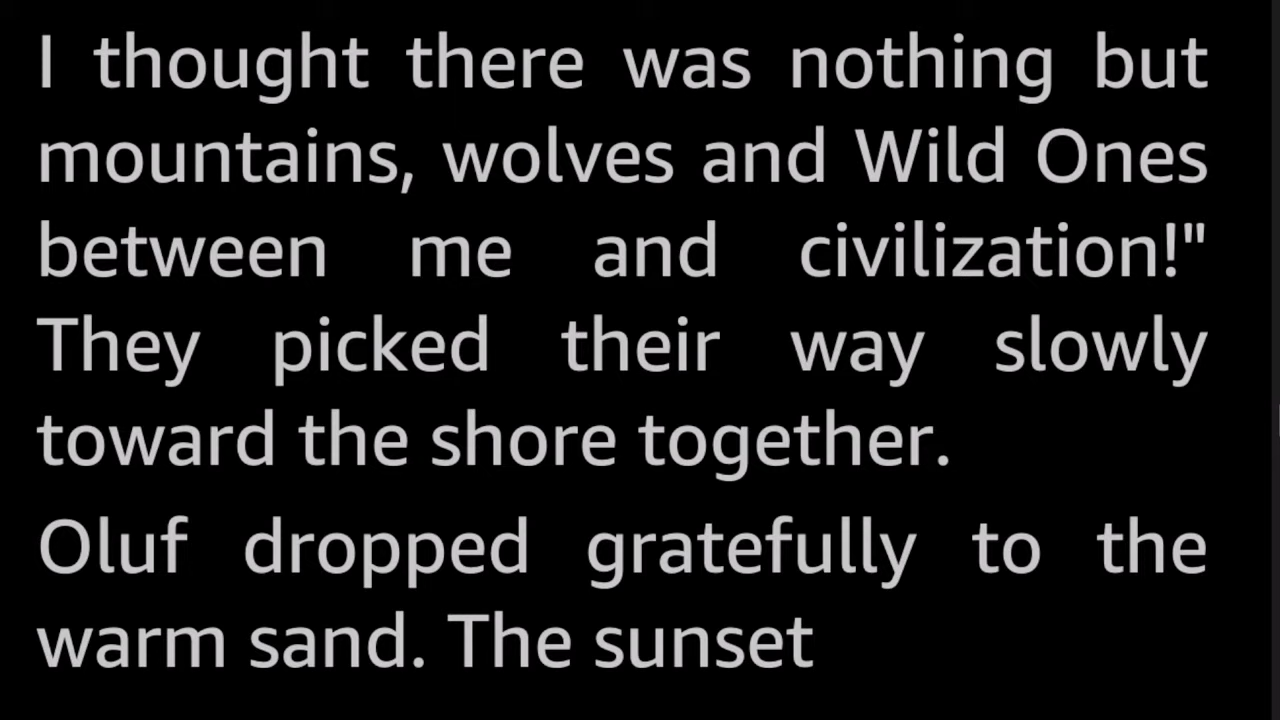 I thought there was nothing but
mountains, wolves and Wild Ones
between me and civilization!"
They picked their way slowly
toward the shore together.
Oluf dropped gratefully to the
warm sand. The sunset